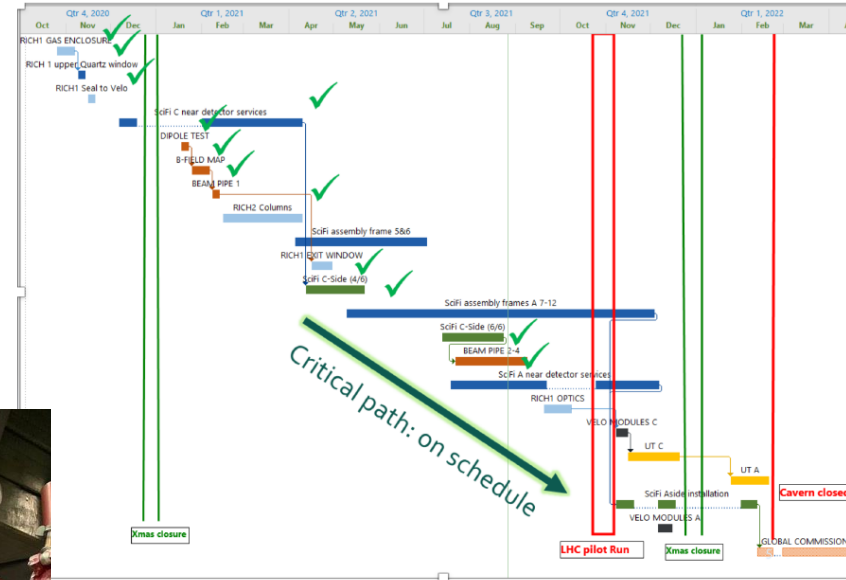 Qtr 4, 2020 Qtr 1, 2021 Qtr 2, 2021 Qtr 3, 2021 Qtr 4, 2021 Qtr 1, 2022
Oct Nov Dec Jan Feb Mar Apr May Jun Jul Aug Sep Oct Nov Dec Jan Feb Mar
RICH1 GAS ENCLOSURE
RICH 1 upper Quartz window
RICH1 Seal to Velo
SciFi C near detector services
DIPOLE TEST
B-FIELD MAP
BEAM PIPE 1
RICH2 Columns
SciFi assembly frame 5&6
RICH1 EXIT WINDOW
SciFi C-Side (4/6)
SciFi assembly frames A 7-12
SciFi C-Side (6/6)
BEAM PIPE 2-4
SciFi A near detector services
RICH1 OPTICS
VELO MODULES C
UT C
UT A
Critical path: on schedule
SciFi Aside installation
Cavern closed
VELO MODULES A
Xmas closure
LHC pilot Run
Xmas closure
GLOBAL COMMISSION